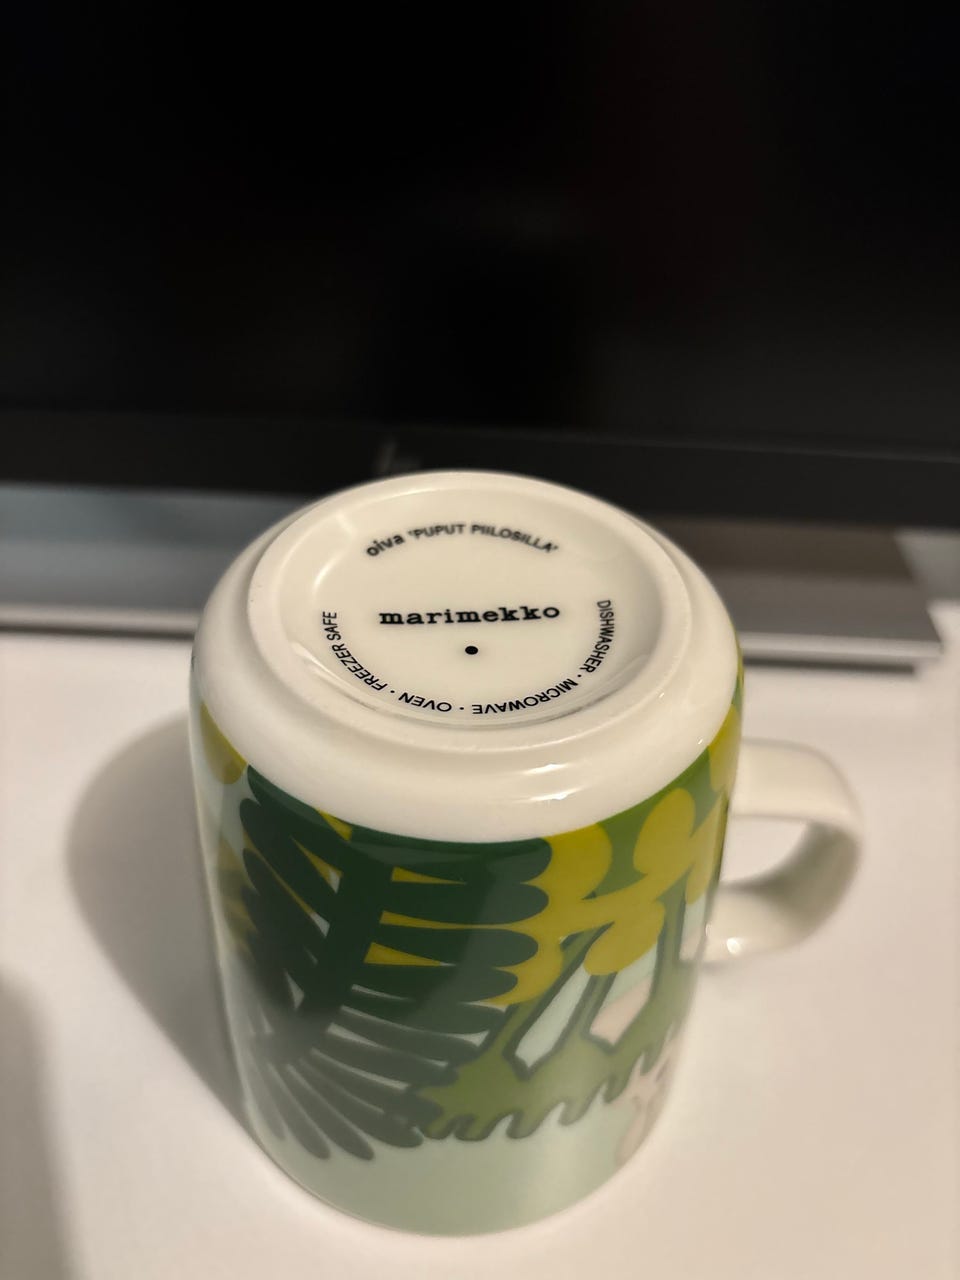 oiva 'PUPUT PIILOSILLA'
marimekko
DISHWASHER · MICROWAVE · OVEN · FREEZER SAFE